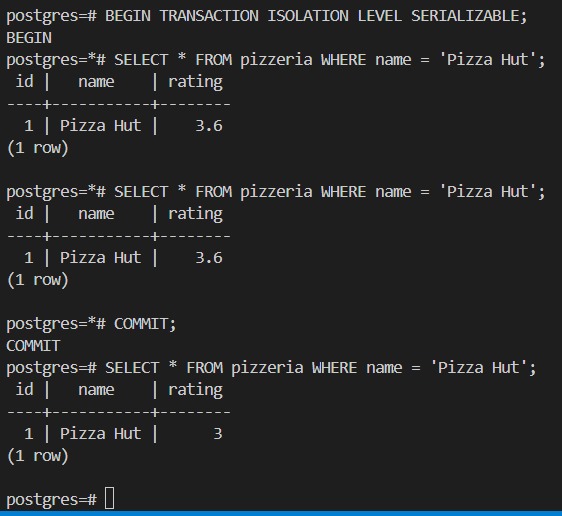 postgres=# BEGIN TRANSACTION ISOLATION LEVEL SERIALIZABLE;
BEGIN
postgres=*# SELECT * FROM pizzeria WHERE name = 'Pizza Hut';
 id |   name    | rating
----+-----------+--------
  1 | Pizza Hut |    3.6
(1 row)

postgres=*# SELECT * FROM pizzeria WHERE name = 'Pizza Hut';
 id |   name    | rating
----+-----------+--------
  1 | Pizza Hut |    3.6
(1 row)

postgres=*# COMMIT;
COMMIT
postgres=# SELECT * FROM pizzeria WHERE name = 'Pizza Hut';
 id |   name    | rating
----+-----------+--------
  1 | Pizza Hut |      3
(1 row)

postgres=#